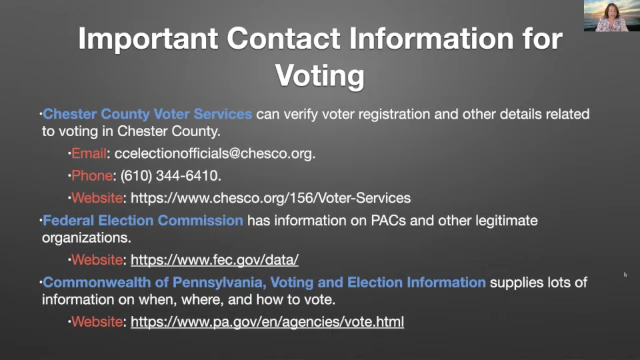 Important Contact Information for
Voting
·Chester County Voter Services can verify voter registration and other details related
to voting in Chester County.
·Email: ccelectionofficials@chesco.org.
·Phone: (610) 344-6410.
·Website: https://www.chesco.org/156/Voter-Services
·Federal Election Commission has information on PACs and other legitimate
organizations.
·Website: https://www.fec.gov/data/
·Commonwealth of Pennsylvania, Voting and Election Information supplies lots of
information on when, where, and how to vote.
·Website: https://www.pa.gov/en/agencies/vote.html